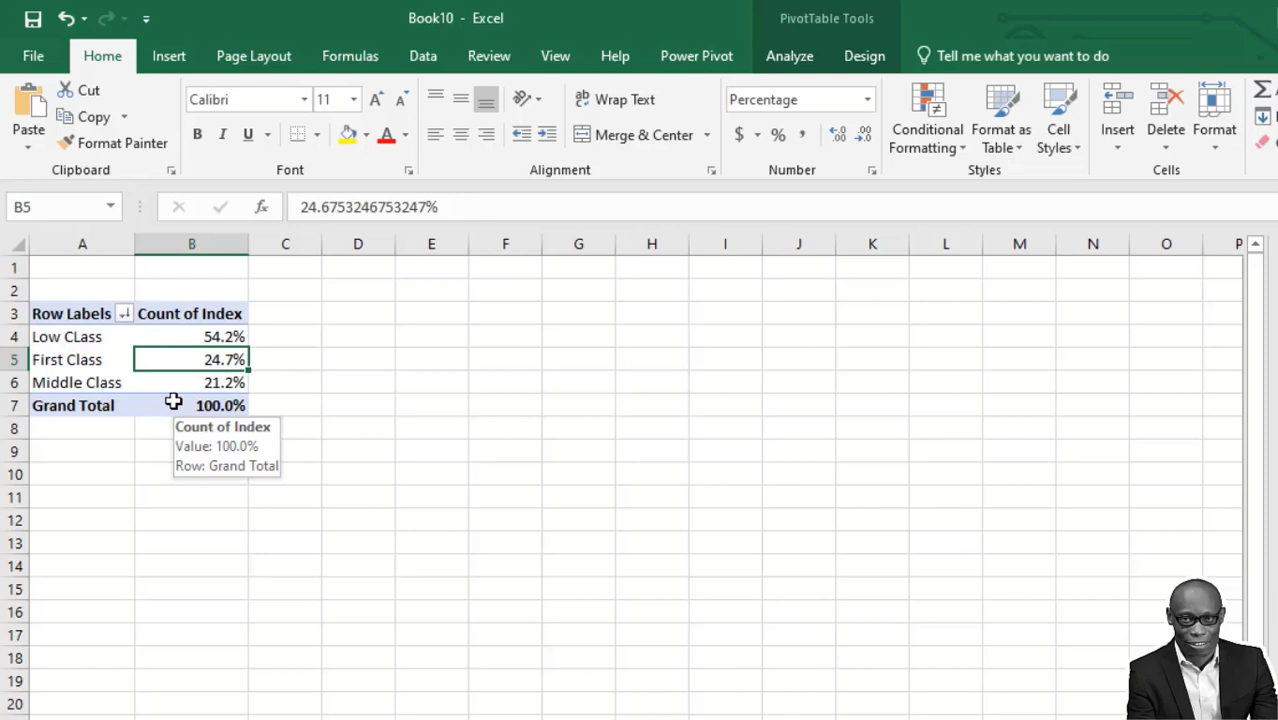 Book10 - Excel
PivotTable Tools
File Home Insert Page Layout Formulas Data Review View Help Power Pivot Analyze Design Tell me what you want to do
Paste
Cut
Copy
Format Painter
Clipboard
Calibri 11
B I U
Font
Wrap Text
Merge & Center
Alignment
Percentage
$ % ,
Number
Conditional Formatting
Format as Table
Cell Styles
Styles
Insert
Delete
Format
Cells
B5 fx 24.6753246753247%
A B C D E F G H I J K L M N O P
1
2
3 Row Labels Count of Index
4 Low CLass 54.2%
5 First Class 24.7%
6 Middle Class 21.2%
7 Grand Total 100.0%
Count of Index
Value: 100.0%
Row: Grand Total
8
9
10
11
12
13
14
15
16
17
18
19
20